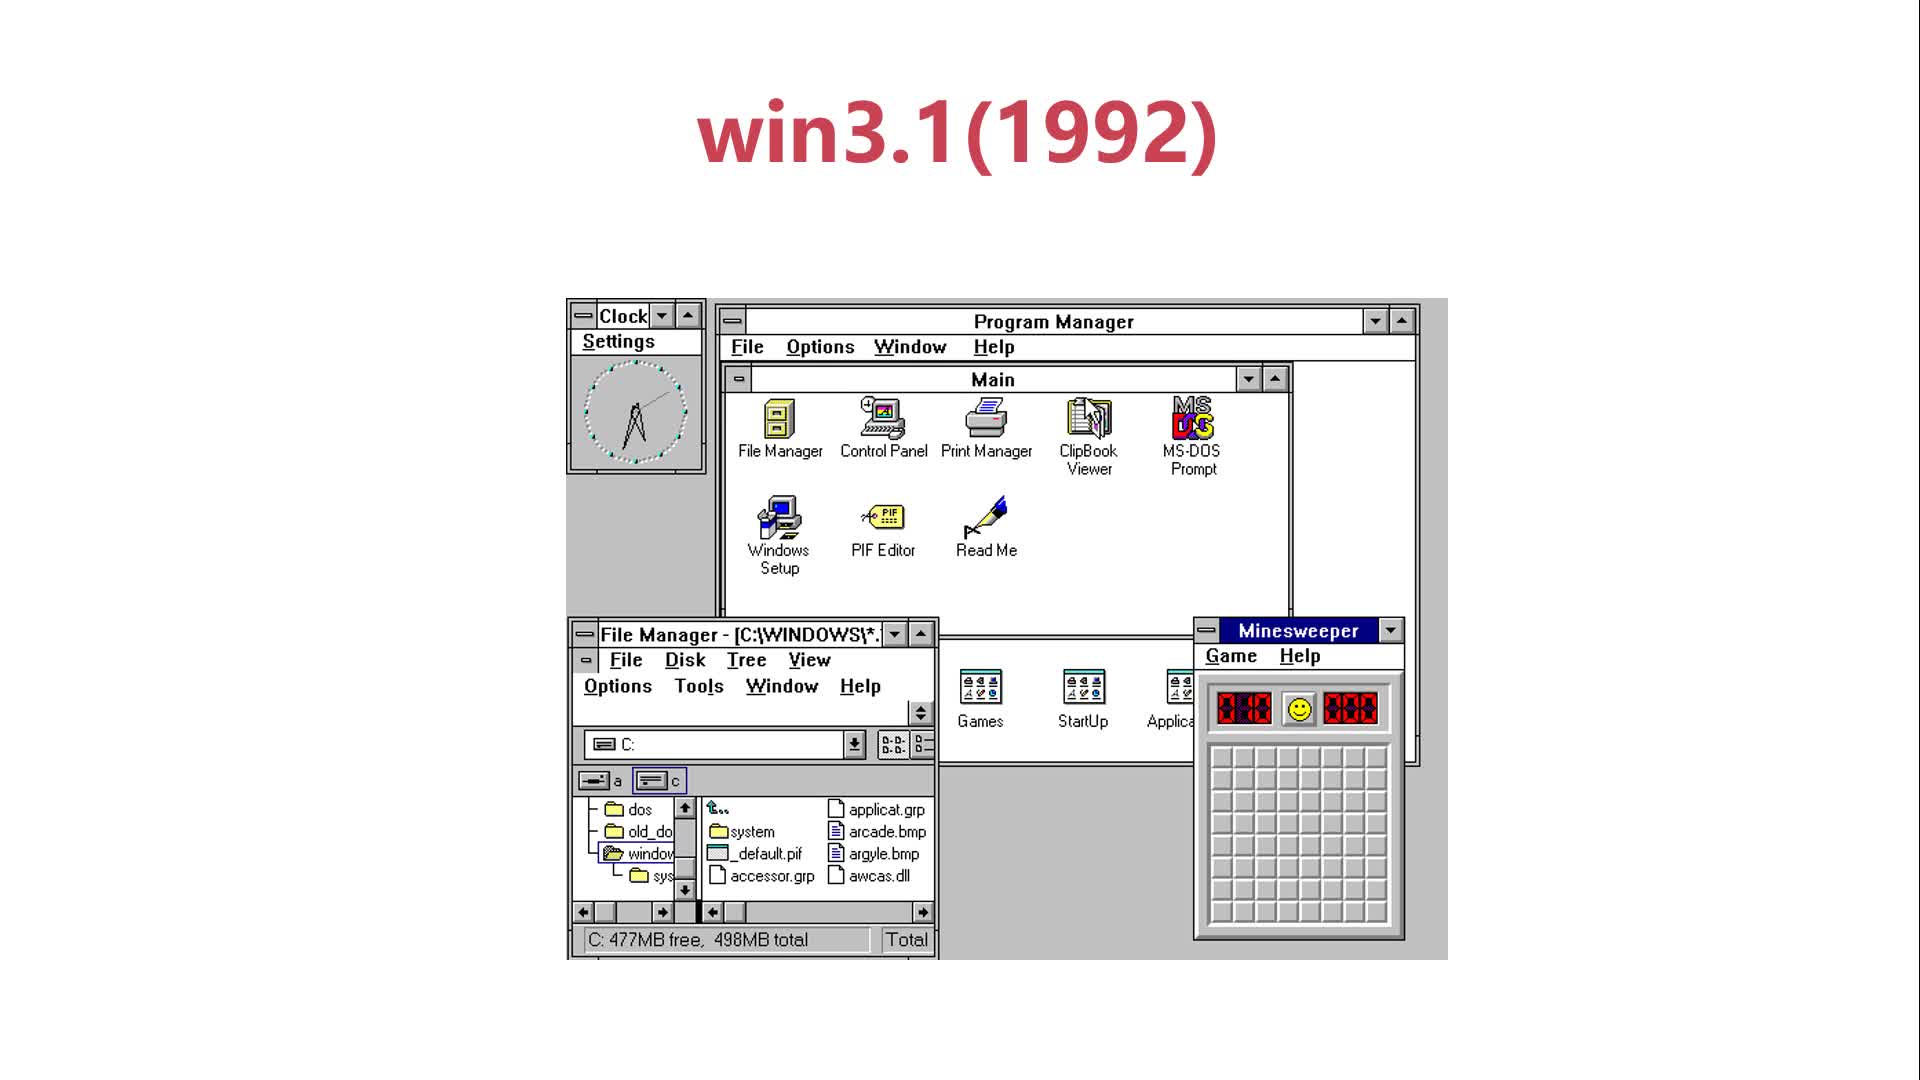 win3.1(1992)
Clock
Settings
Program Manager
File Options Window Help
Main
File Manager
Control Panel
Print Manager
ClipBook
Viewer
MS-DOS
Prompt
Windows
Setup
PIF Editor
Read Me
File Manager - [C:\WINDOWS\*.
File Disk Tree View
Options Tools Window Help
C:
a
c
dos
old_do
window
sys
system
_default.pif
accessor.grp
applicat.grp
arcade.bmp
argyle.bmp
awcas.dll
C: 477MB free, 498MB total
Total
Games
StartUp
Applica
Minesweeper
Game Help
010
000